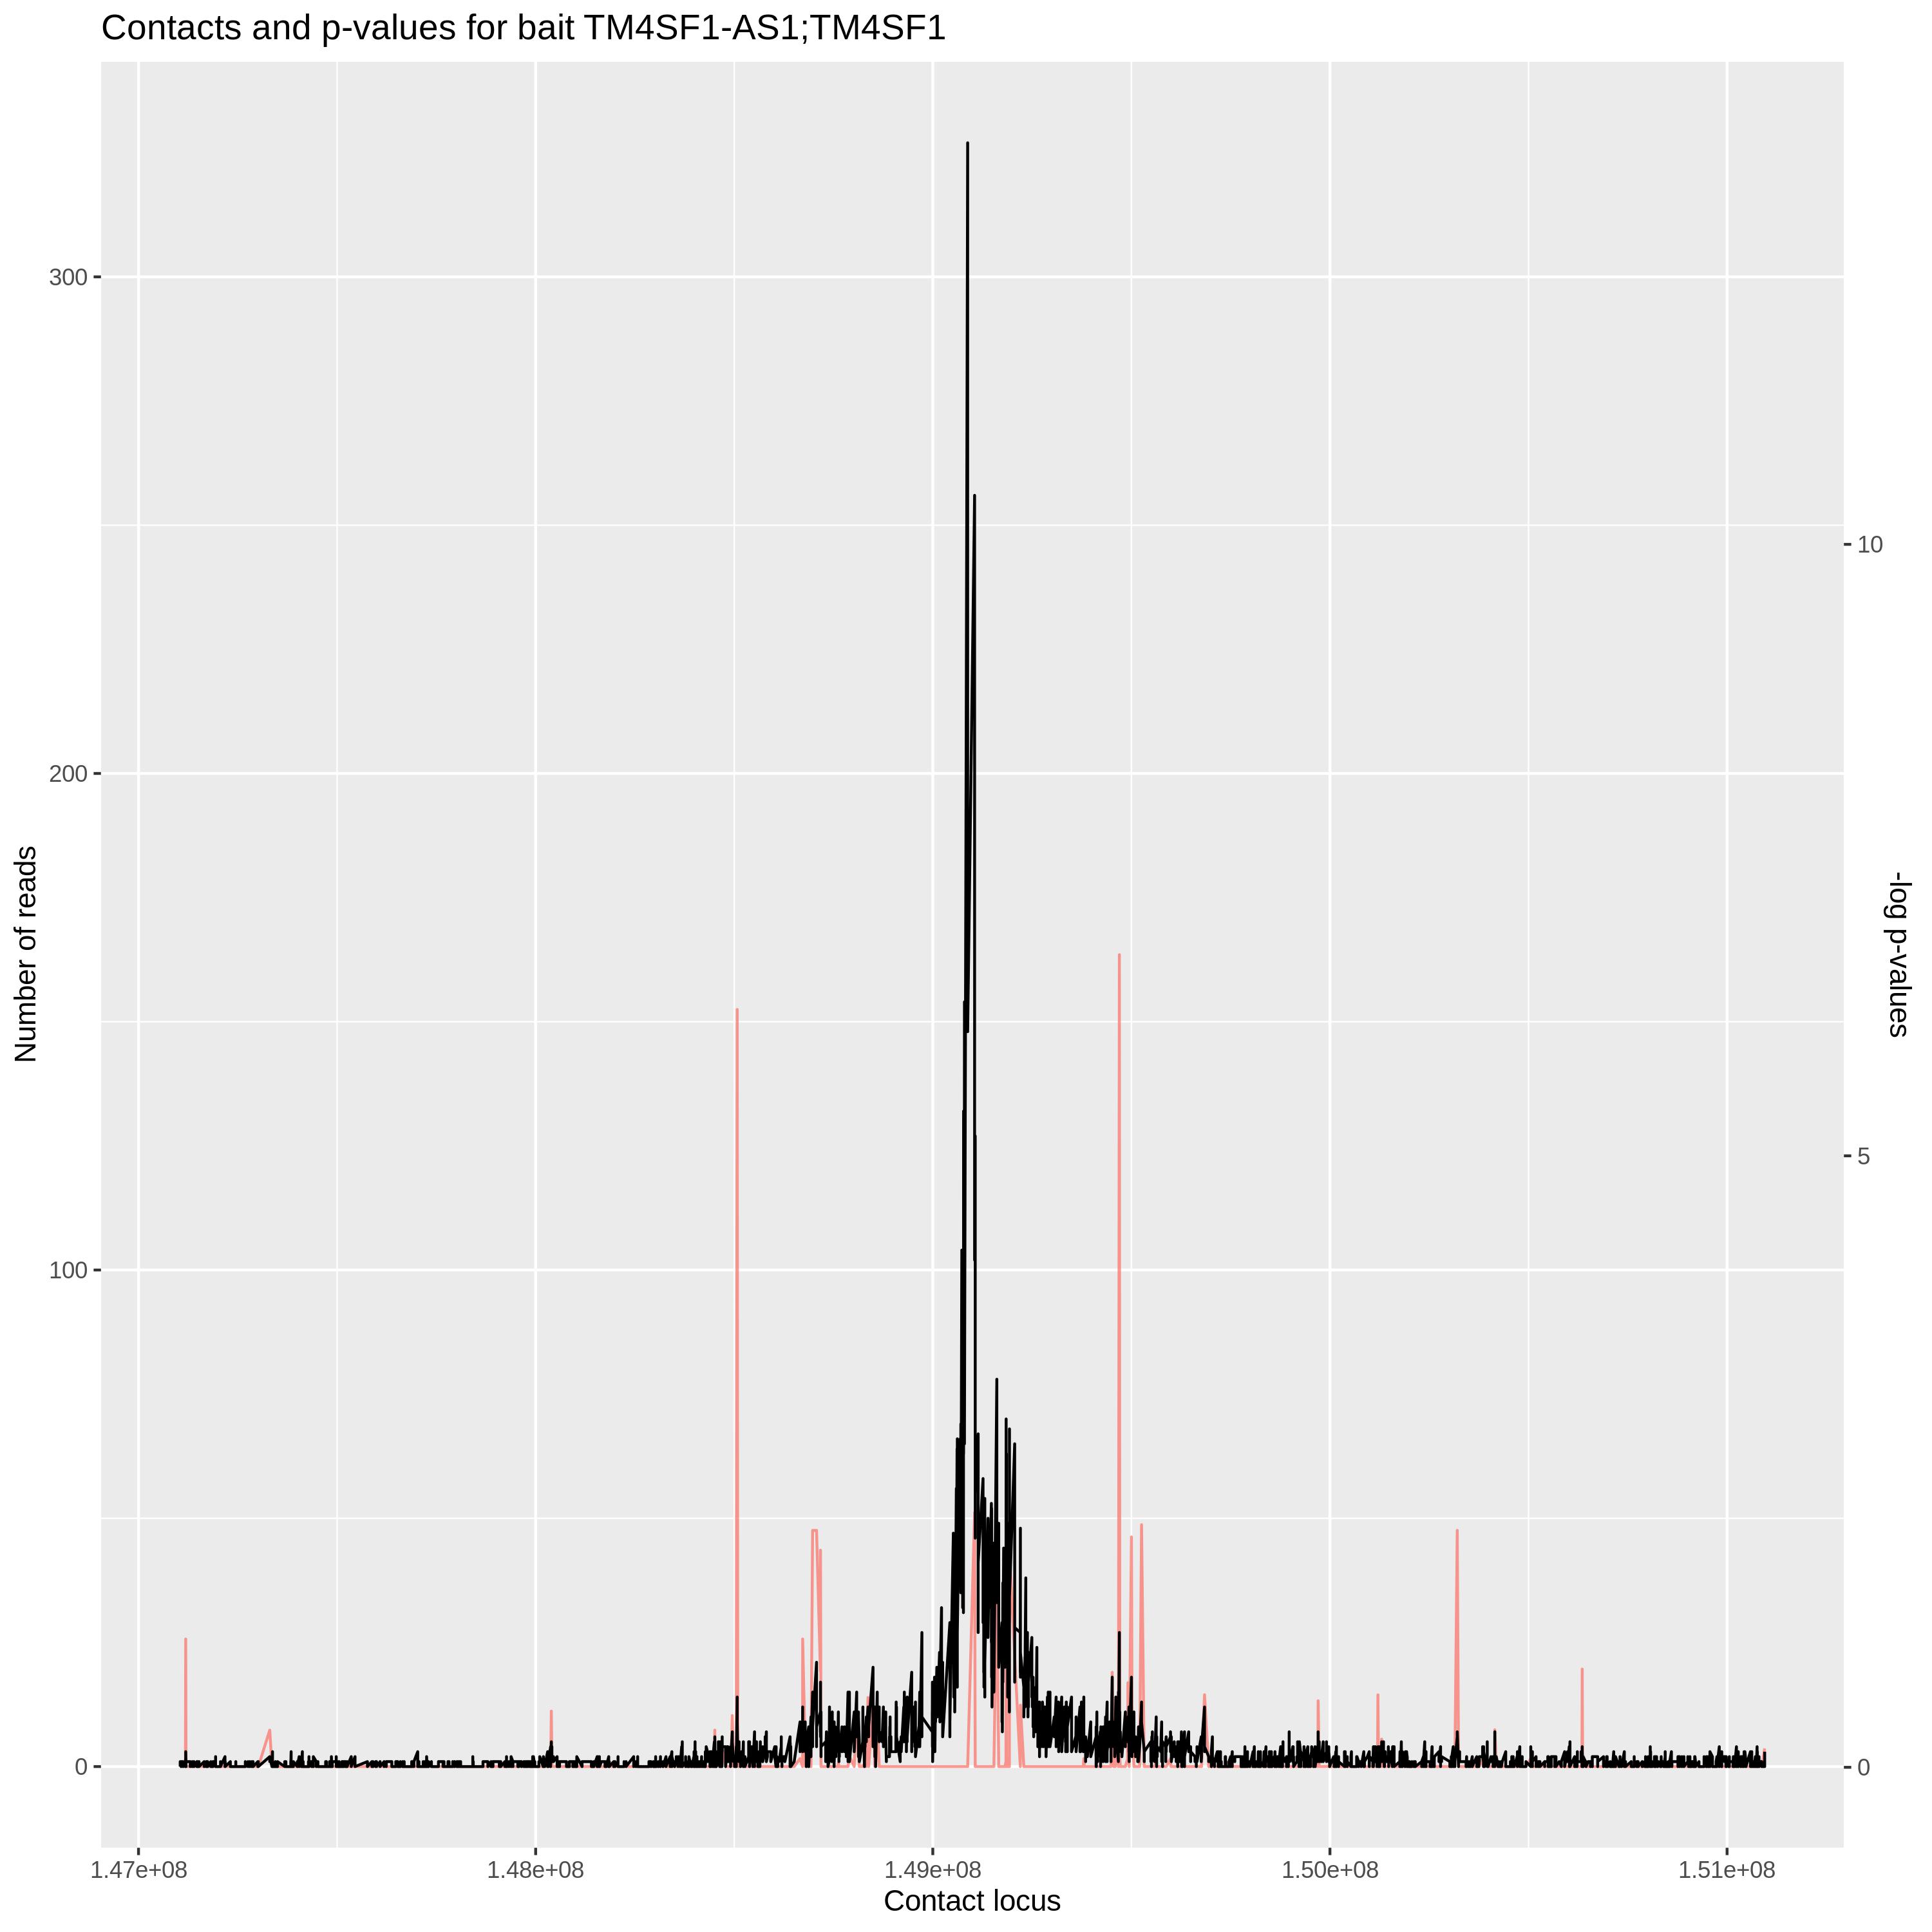 Contacts and p-values for bait TM4SF1-AS1;TM4SF1
300
200
100
0
Number of reads
10
5
0
-log p-values
1.47e+08 1.48e+08 1.49e+08 1.50e+08 1.51e+08
Contact locus